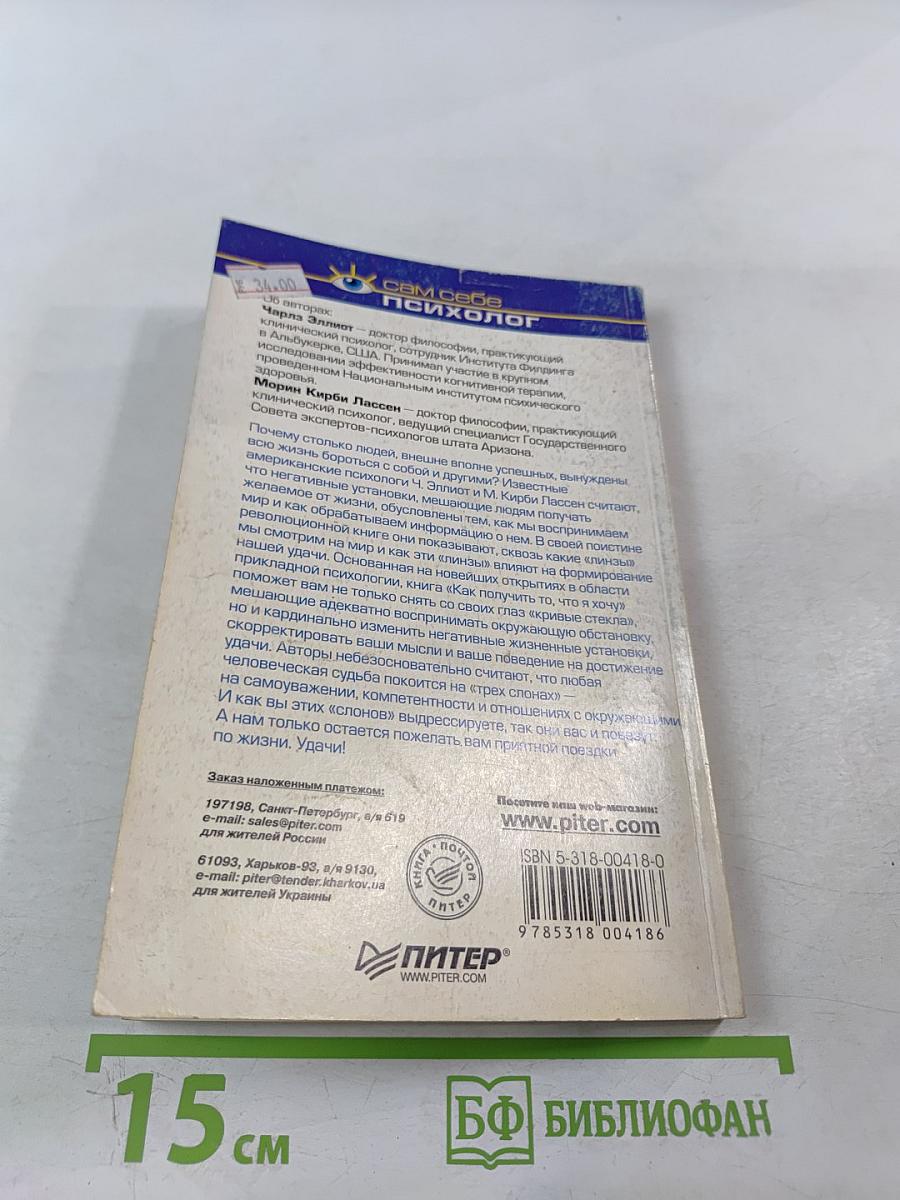 34.00
сам себе
ПСИХОЛОГ
Об авторах:
Чарлз Эллиот — доктор философии, практикующий
клинический психолог, сотрудник Института Филдинга
в Альбукерке, США. Принимал участие в крупном
исследовании эффективности когнитивной терапии,
проведенном Национальным институтом психического
здоровья.
Морин Кирби Лассен — доктор философии, практикующий
клинический психолог, ведущий специалист Государственного
Совета экспертов-психологов штата Аризона.
Почему столько людей, внешне вполне успешных, вынуждены
всю жизнь бороться с собой и другими? Известные
американские психологи Ч. Эллиот и М. Кирби Лассен считают,
что негативные установки, мешающие людям получать
желаемое от жизни, обусловлены тем, как мы воспринимаем
мир и как обрабатываем информацию о нем. В своей поистине
революционной книге они показывают, сквозь какие «линзы»
мы смотрим на мир и как эти «линзы» влияют на формирование
нашей удачи. Основанная на новейших открытиях в области
прикладной психологии, книга «Как получить то, что я хочу»
поможет вам не только снять со своих глаз «кривые стекла»,
мешающие адекватно воспринимать окружающую обстановку,
но и кардинально изменить негативные жизненные установки,
скорректировать ваши мысли и ваше поведение на достижение
удачи. Авторы небезосновательно считают, что любая
человеческая судьба покоится на «трех слонах» —
на самоуважении, компетентности и отношениях с окружающими.
И как вы этих «слонов» выдрессируете, так они вас и повезут.
А нам только остается пожелать вам приятной поездки
по жизни. Удачи!
Заказ наложенным платежом:
197198, Санкт-Петербург, а/я 619
e-mail: sales@piter.com
для жителей России
61093, Харьков-93, а/я 9130,
e-mail: piter@tender.kharkov.ua
для жителей Украины
КНИГА • ПОЧТОЙ
ПИТЕР
Посетите наш web-магазин:
www.piter.com
ISBN 5-318-00418-0
9 785318 004186
ПИТЕР®
WWW.PITER.COM
15 см
БФ БИБЛИОФАН